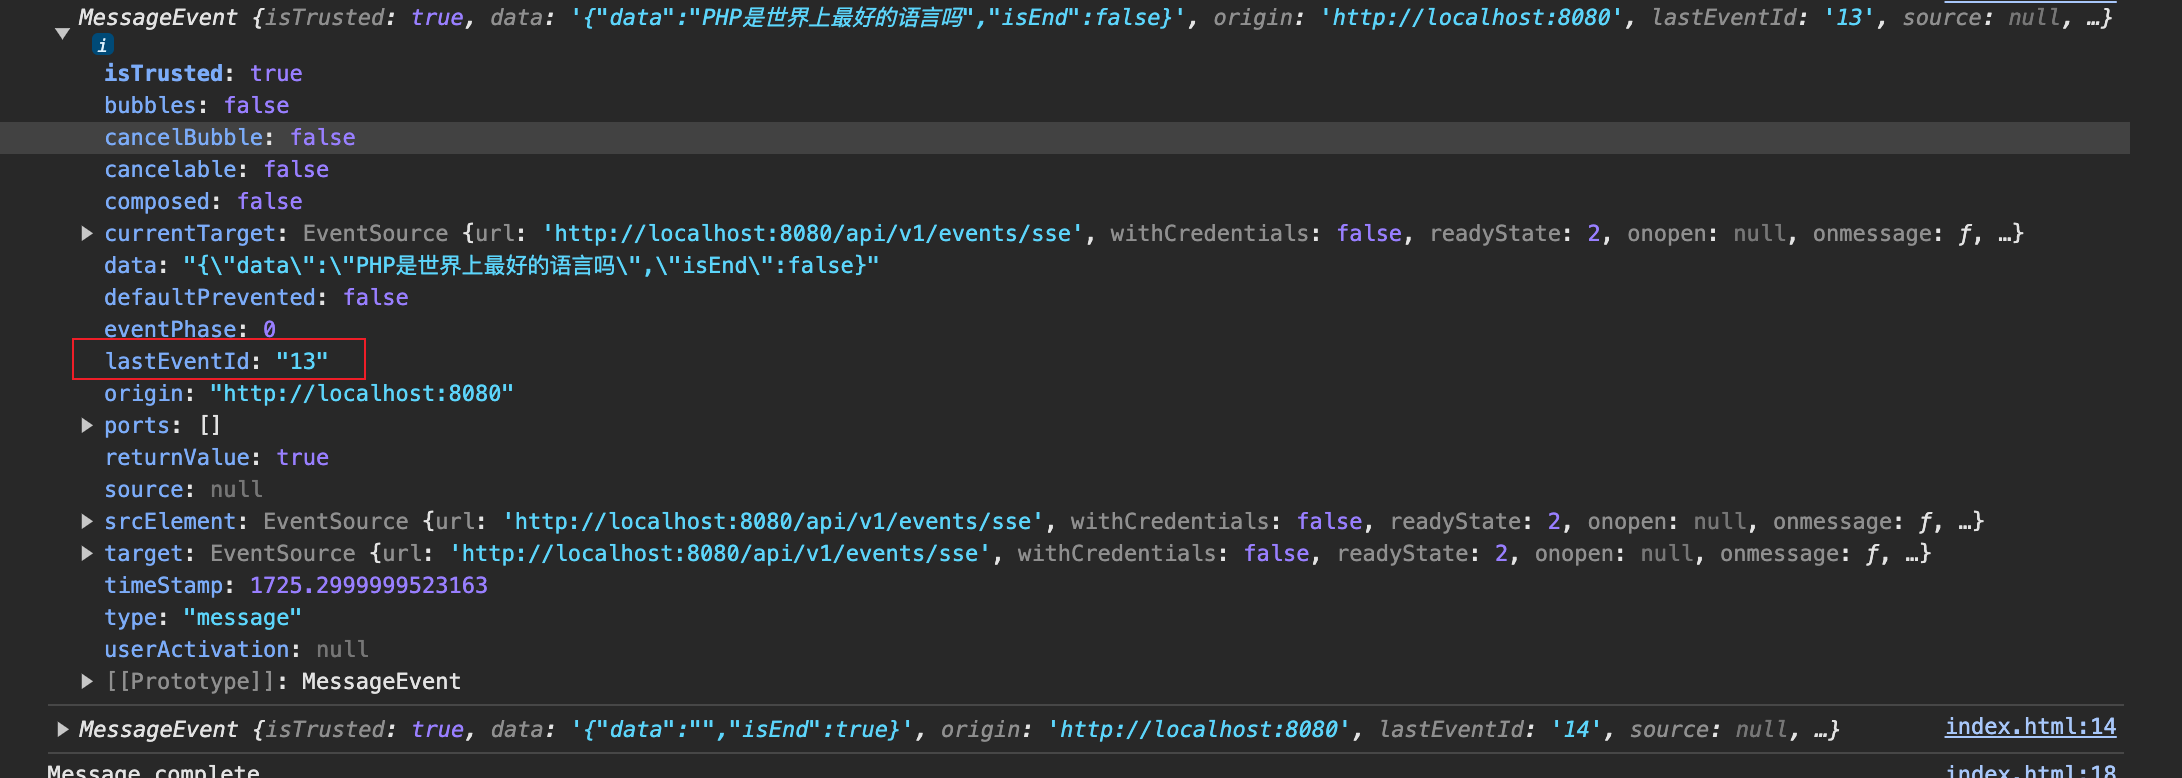 MessageEvent {isTrusted: true, data: '{"data":"PHP是世界上最好的语言吗","isEnd":false}', origin: 'http://localhost:8080', lastEventId: '13', source: null, …}
i
isTrusted: true
bubbles: false
cancelBubble: false
cancelable: false
composed: false
currentTarget: EventSource {url: 'http://localhost:8080/api/v1/events/sse', withCredentials: false, readyState: 2, onopen: null, onmessage: ƒ, …}
data: "{\"data\":\"PHP是世界上最好的语言吗\",\"isEnd\":false}"
defaultPrevented: false
eventPhase: 0
lastEventId: "13"
origin: "http://localhost:8080"
ports: []
returnValue: true
source: null
srcElement: EventSource {url: 'http://localhost:8080/api/v1/events/sse', withCredentials: false, readyState: 2, onopen: null, onmessage: ƒ, …}
target: EventSource {url: 'http://localhost:8080/api/v1/events/sse', withCredentials: false, readyState: 2, onopen: null, onmessage: ƒ, …}
timeStamp: 1725.2999999523163
type: "message"
userActivation: null
[[Prototype]]: MessageEvent
MessageEvent {isTrusted: true, data: '{"data":"","isEnd":true}', origin: 'http://localhost:8080', lastEventId: '14', source: null, …} index.html:14
Message complete index.html:18